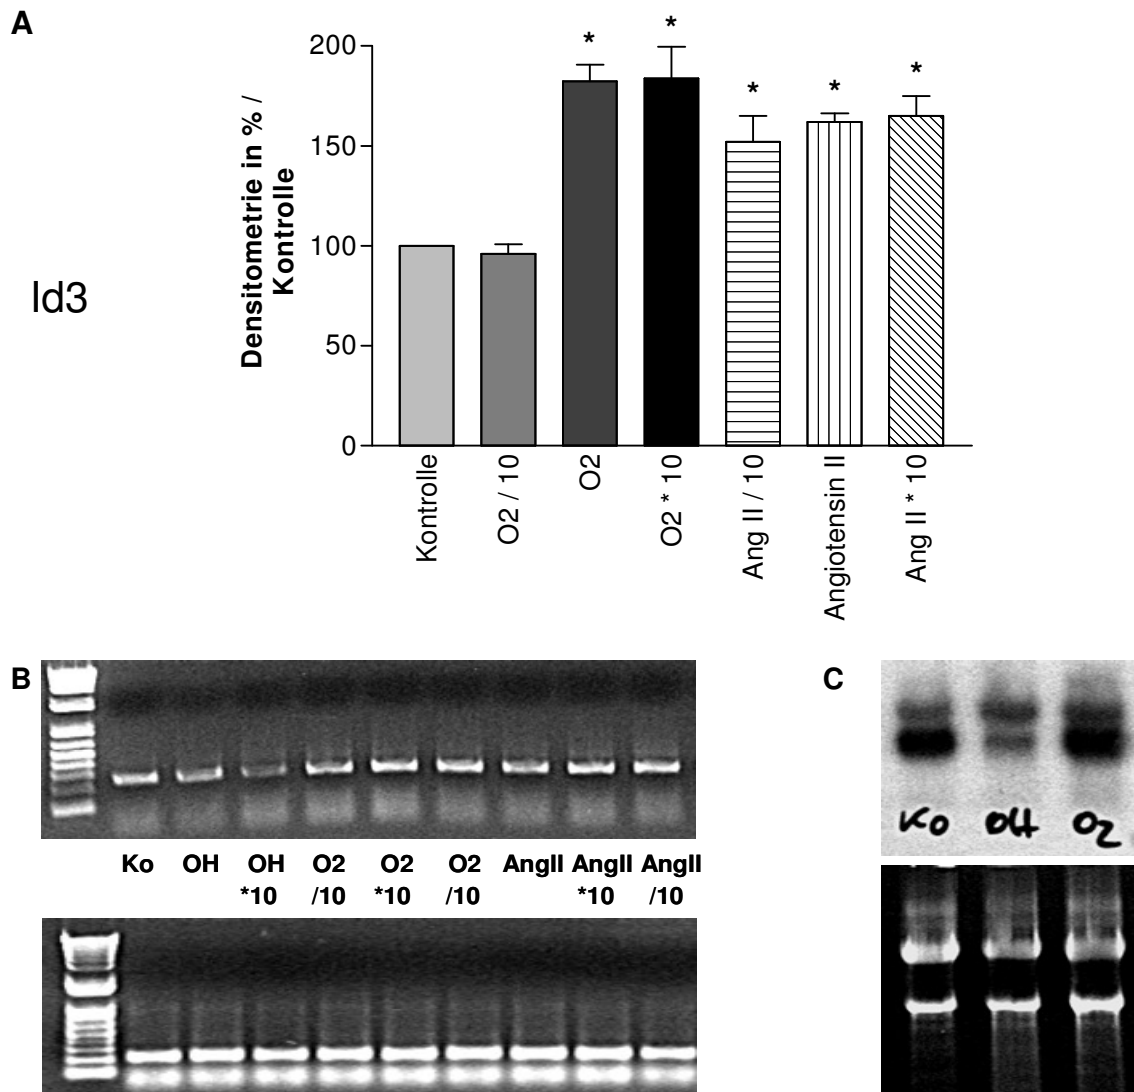 A
Densitometrie in % /
Kontrolle
200
150
100
50
0
*
*
*
*
*
Id3
Kontrolle
O2 / 10
O2
O2 * 10
Ang II / 10
Angiotensin II
Ang II * 10
B
Ko OH OH O2 O2 O2 AngII AngII AngII
*10 /10 *10 /10 *10 /10
C
Ko OH O2